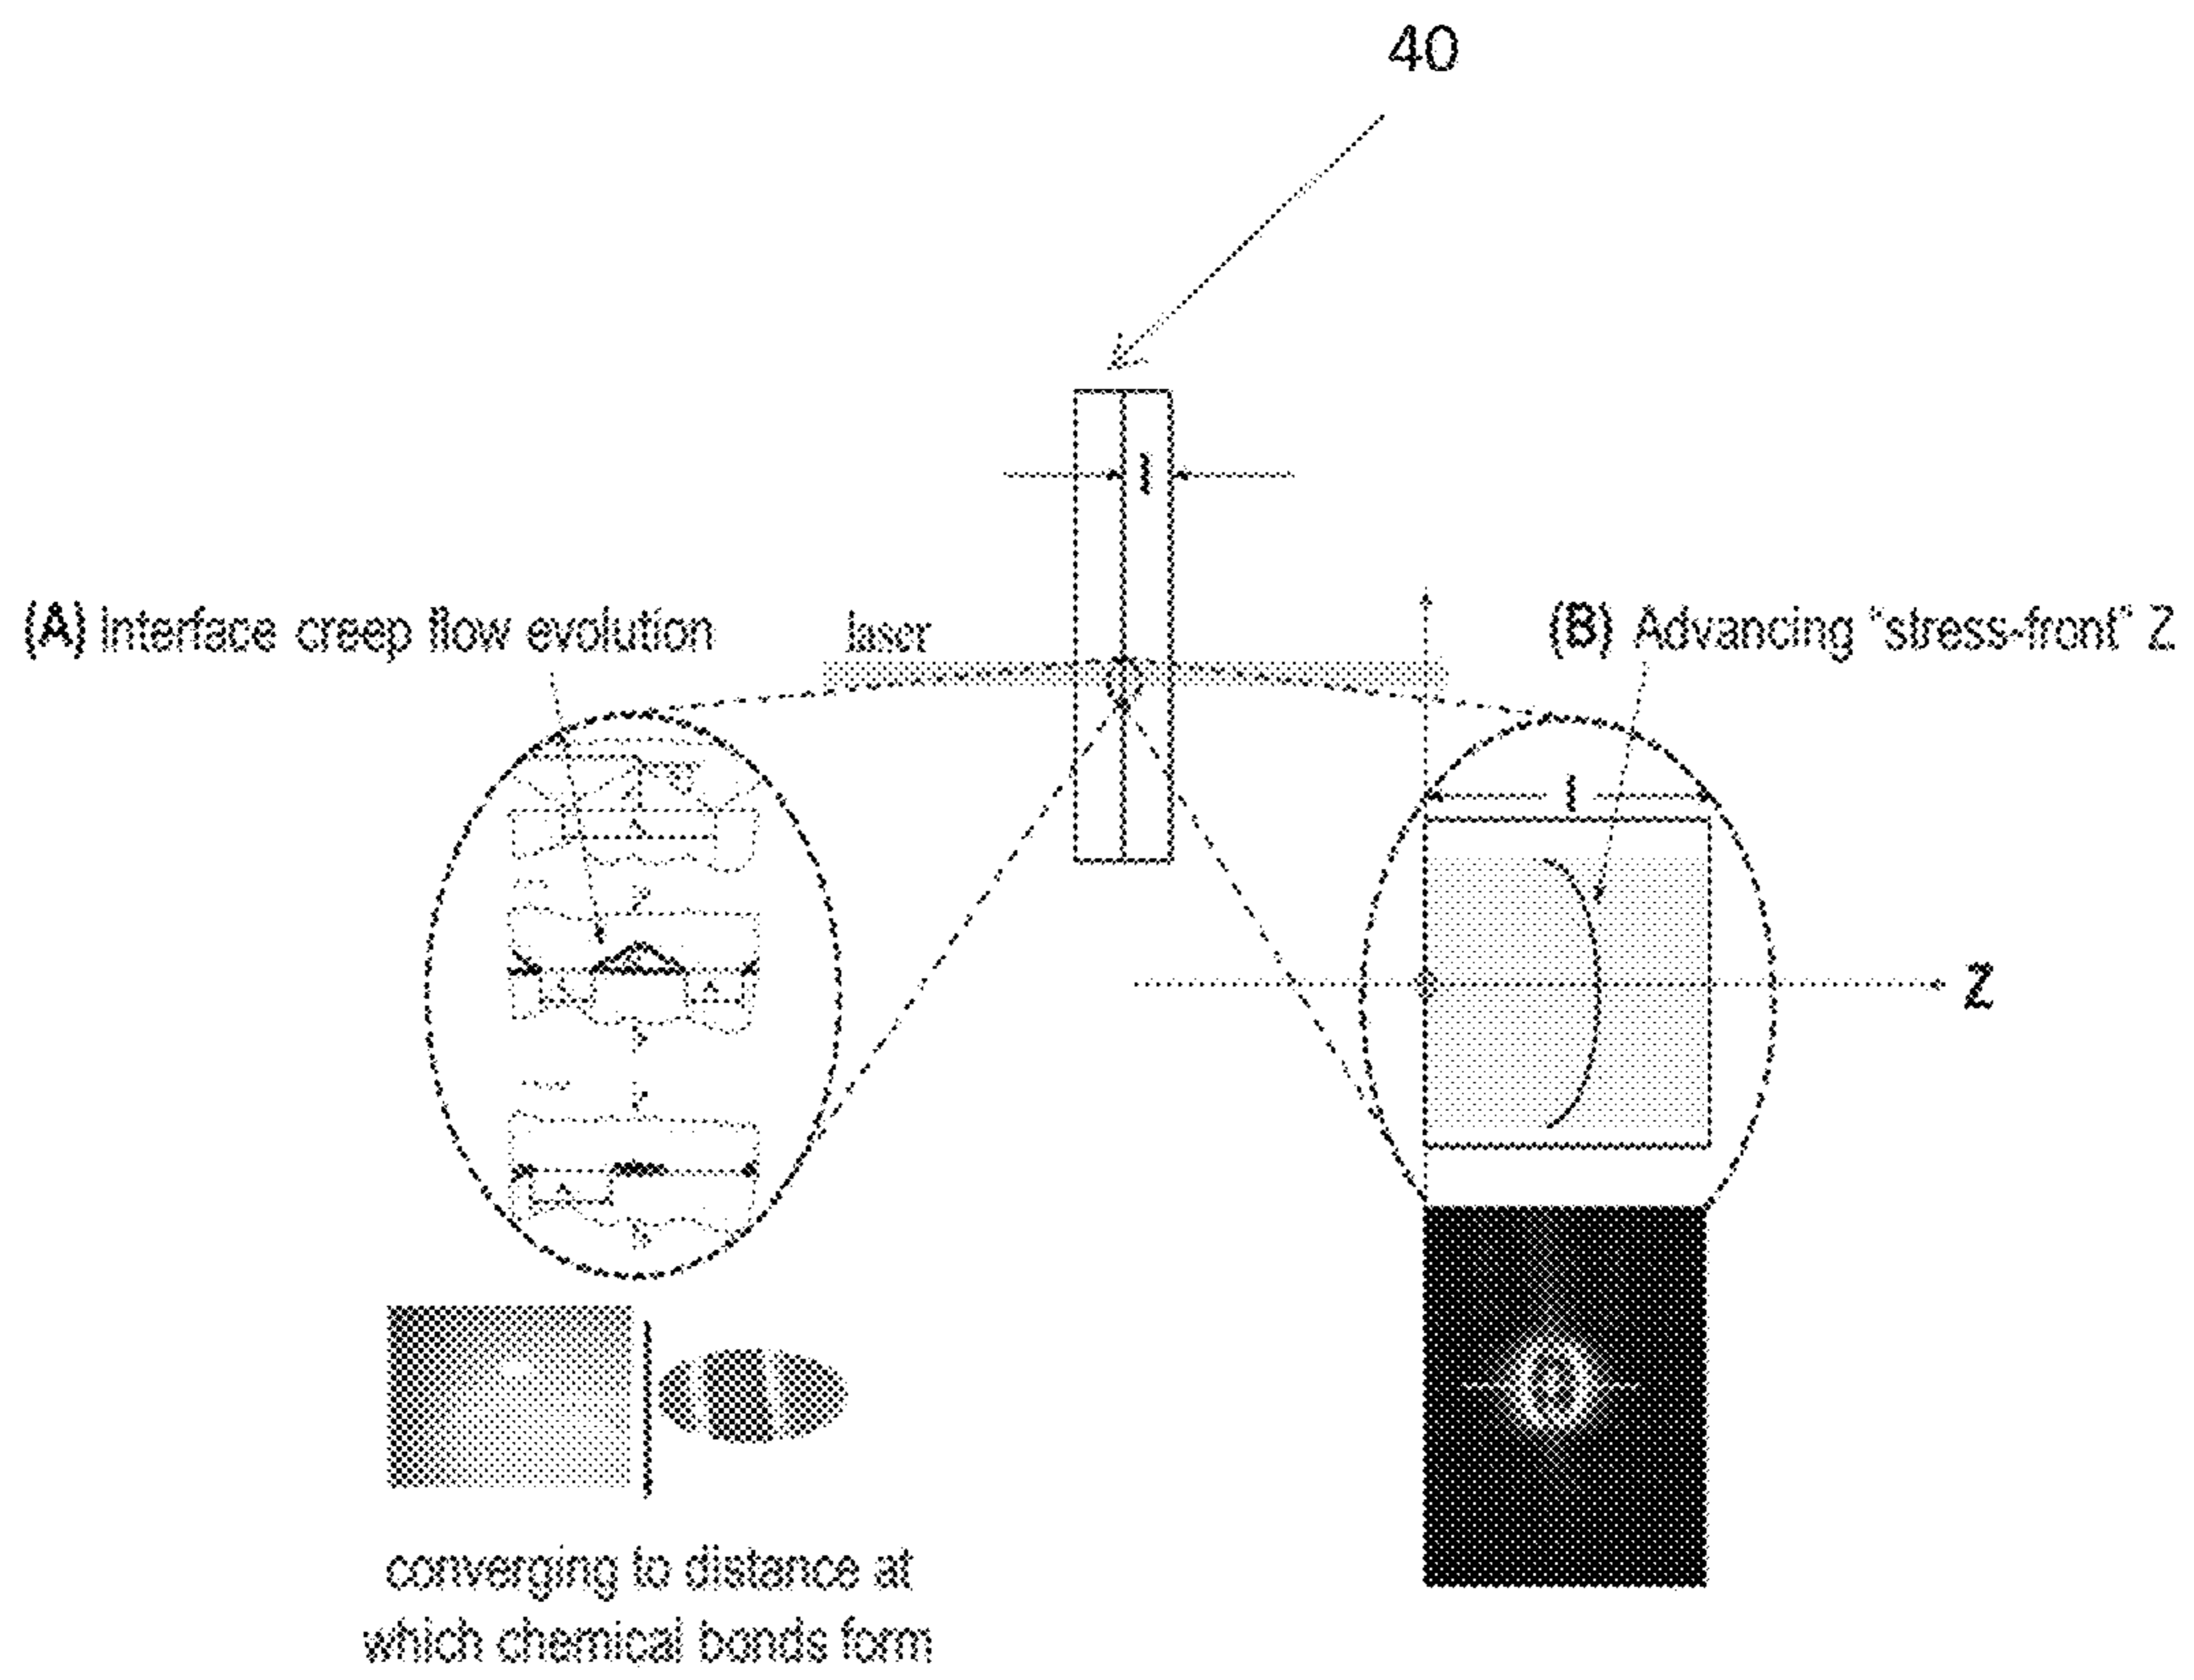 40
l
(A) Interface creep flow evolution
laser
(B) Advancing "stress-front" Z
l
Z
converging to distance at
which chemical bonds form